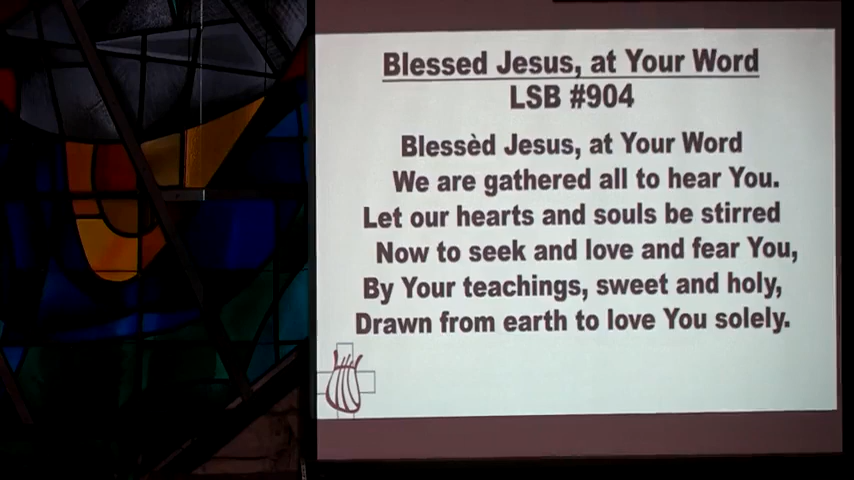 Blessed Jesus, at Your Word
LSB #904
Blessèd Jesus, at Your Word
We are gathered all to hear You.
Let our hearts and souls be stirred
Now to seek and love and fear You,
By Your teachings, sweet and holy,
Drawn from earth to love You solely.